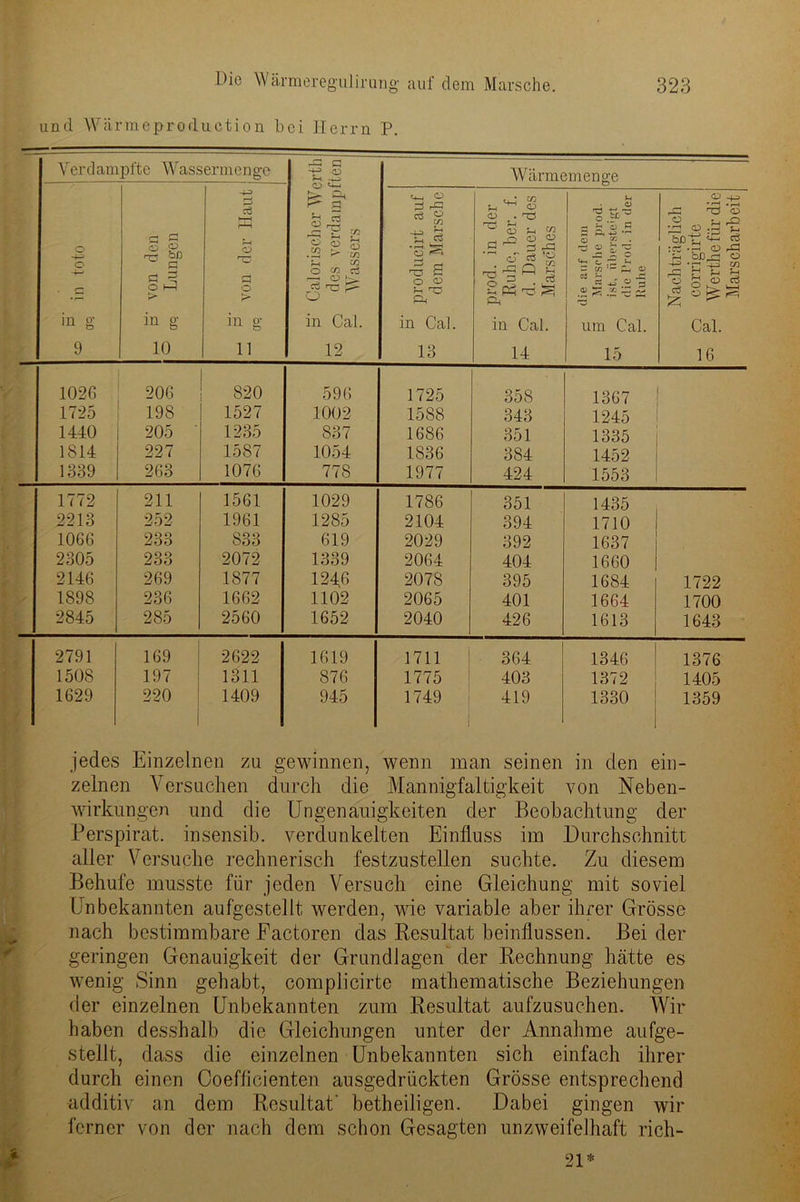 Die Wärmeregulirung auf dem Marsche. 323
und Wärmeproduction bei Herrn P.
Verdampfte Wassermenge
Wärmemenge
in toto
von den Lungen
von der Haut
Calorischer Werth des verdampften Wassers
producirt auf dem Marsche
prod. in der Ruhe, ber. f. d. Dauer des Marsches
die auf dem Marsche prod. ist, übersteigt die Prod. in der Ruhe
Nachträglich corrigirte Werthe für die Marscharbeit
in g in g in g in Cal. in Cal. in Cal. um Cal. Cal.
9 10 11 12 13 14 15 16
1026 206 820 596 1725 358 1367
1725 198 1527 1002 1588 343 1245
1440 205 1235 837 1686 351 1335
1814 227 1587 1054 1836 384 1452
1339 263 1076 778 1977 424 1553
1772 211 1561 1029 1786 351 1435
2213 252 1961 1285 2104 394 1710
1066 233 833 619 2029 392 1637
2305 233 2072 1339 2064 404 1660
2146 269 1877 1246 2078 395 1684 1722
1898 236 1662 1102 2065 401 1664 1700
2845 285 2560 1652 2040 426 1613 1643
2791 169 2622 1619 1711 364 1346 1376
1508 197 1311 876 1775 403 1372 1405
1629 220 1409 945 1749 419 1330 1359
jedes Einzelnen zu gewinnen, wenn man seinen in den ein-
zelnen Versuchen durch die Mannigfaltigkeit von Neben-
wirkungen und die Ungenauigkeiten der Beobachtung der
Perspirat. insensib. verdunkelten Einfluss im Durchschnitt
aller Versuche rechnerisch festzustellen suchte. Zu diesem
Behufe musste für jeden Versuch eine Gleichung mit soviel
Unbekannten aufgestellt werden, wie variable aber ihrer Grösse
nach bestimmbare Factoren das Resultat beinflussen. Bei der
geringen Genauigkeit der Grundlagen der Rechnung hätte es
wenig Sinn gehabt, complicirte mathematische Beziehungen
der einzelnen Unbekannten zum Resultat aufzusuchen. Wir
haben desshalb die Gleichungen unter der Annahme aufge-
stellt, dass die einzelnen Unbekannten sich einfach ihrer
durch einen Coefficienten ausgedrückten Grösse entsprechend
additiv an dem Resultat betheiligen. Dabei gingen wir
ferner von der nach dem schon Gesagten unzweifelhaft rich-
21*